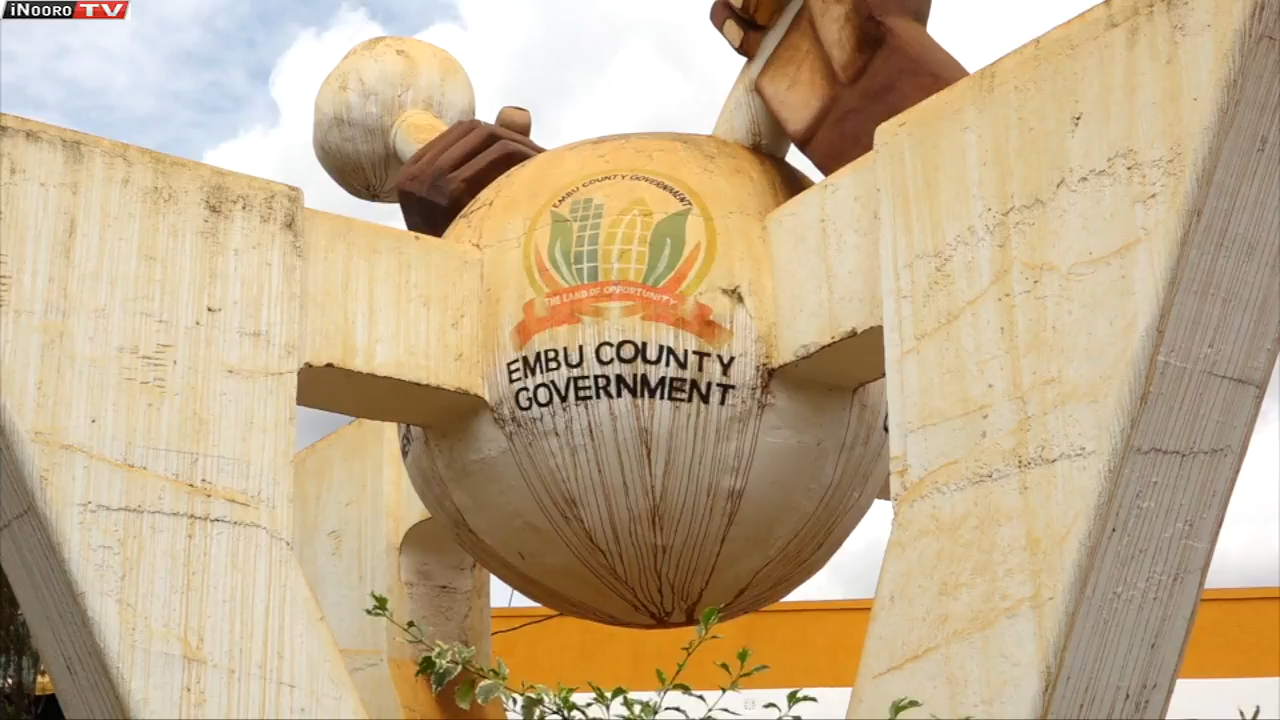 iNOORO TV
EMBU COUNTY GOVERNMENT
THE LAND OF OPPORTUNITY
EMBU COUNTY
GOVERNMENT